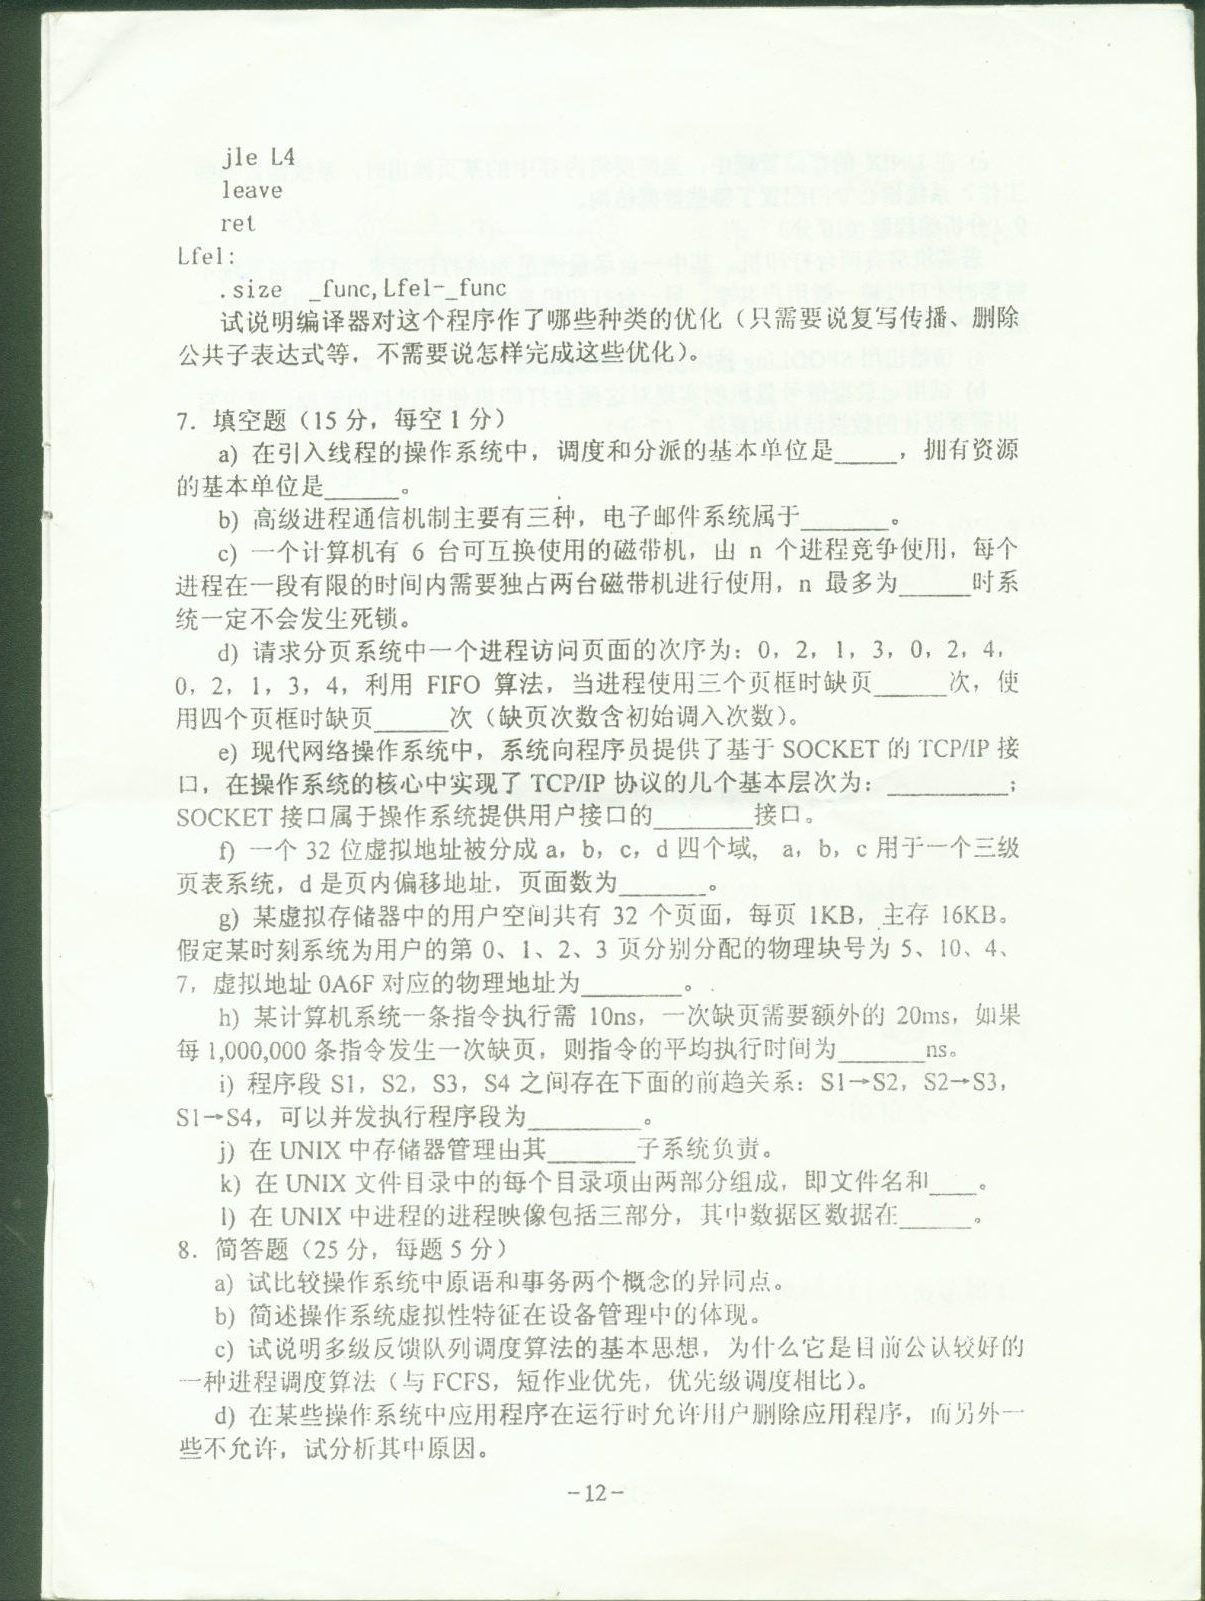 jle L4
leave
ret
Lfe1:
.size _func,Lfe1-_func
试说明编译器对这个程序作了哪些种类的优化（只需要说复写传播、删除
公共子表达式等，不需要说怎样完成这些优化）。
7．填空题（15 分，每空 1 分）
a) 在引入线程的操作系统中，调度和分派的基本单位是_____，拥有资源
的基本单位是______。
b) 高级进程通信机制主要有三种，电子邮件系统属于_______。
c) 一个计算机有 6 台可互换使用的磁带机，由 n 个进程竞争使用，每个
进程在一段有限的时间内需要独占两台磁带机进行使用，n 最多为______时系
统一定不会发生死锁。
d) 请求分页系统中一个进程访问页面的次序为：0，2，1，3，0，2，4，
0，2，1，3，4，利用 FIFO 算法，当进程使用三个页框时缺页______次，使
用四个页框时缺页______次（缺页次数含初始调入次数）。
e) 现代网络操作系统中，系统向程序员提供了基于 SOCKET 的 TCP/IP 接
口，在操作系统的核心中实现了 TCP/IP 协议的几个基本层次为：__________；
SOCKET 接口属于操作系统提供用户接口的________接口。
f) 一个 32 位虚拟地址被分成 a，b，c，d 四个域， a，b，c 用于一个三级
页表系统，d 是页内偏移地址，页面数为_______。
g) 某虚拟存储器中的用户空间共有 32 个页面，每页 1KB，主存 16KB。
假定某时刻系统为用户的第 0、1、2、3 页分别分配的物理块号为 5、10、4、
7，虚拟地址 0A6F 对应的物理地址为________。
h) 某计算机系统一条指令执行需 10ns，一次缺页需要额外的 20ms，如果
每 1,000,000 条指令发生一次缺页，则指令的平均执行时间为_______ns。
i) 程序段 S1，S2，S3，S4 之间存在下面的前趋关系：S1→S2，S2→S3，
S1→S4，可以并发执行程序段为_________。
j) 在 UNIX 中存储器管理由其_______子系统负责。
k) 在 UNIX 文件目录中的每个目录项由两部分组成，即文件名和____。
l) 在 UNIX 中进程的进程映像包括三部分，其中数据区数据在______。
8．简答题（25 分，每题 5 分）
a) 试比较操作系统中原语和事务两个概念的异同点。
b) 简述操作系统虚拟性特征在设备管理中的体现。
c) 试说明多级反馈队列调度算法的基本思想，为什么它是目前公认较好的
一种进程调度算法（与 FCFS，短作业优先，优先级调度相比）。
d) 在某些操作系统中应用程序在运行时允许用户删除应用程序，而另外一
些不允许，试分析其中原因。
-12-